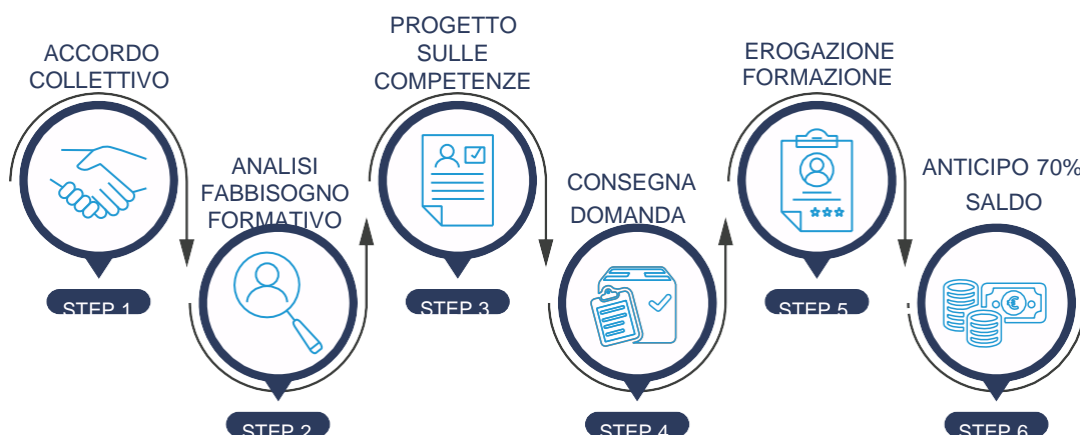 ACCORDO
COLLETTIVO
STEP 1
ANALISI
FABBISOGNO
FORMATIVO
STEP 2
PROGETTO
SULLE
COMPETENZE
STEP 3
CONSEGNA
DOMANDA
STEP 4
EROGAZIONE
FORMAZIONE
STEP 5
ANTICIPO 70%
SALDO
STEP 6